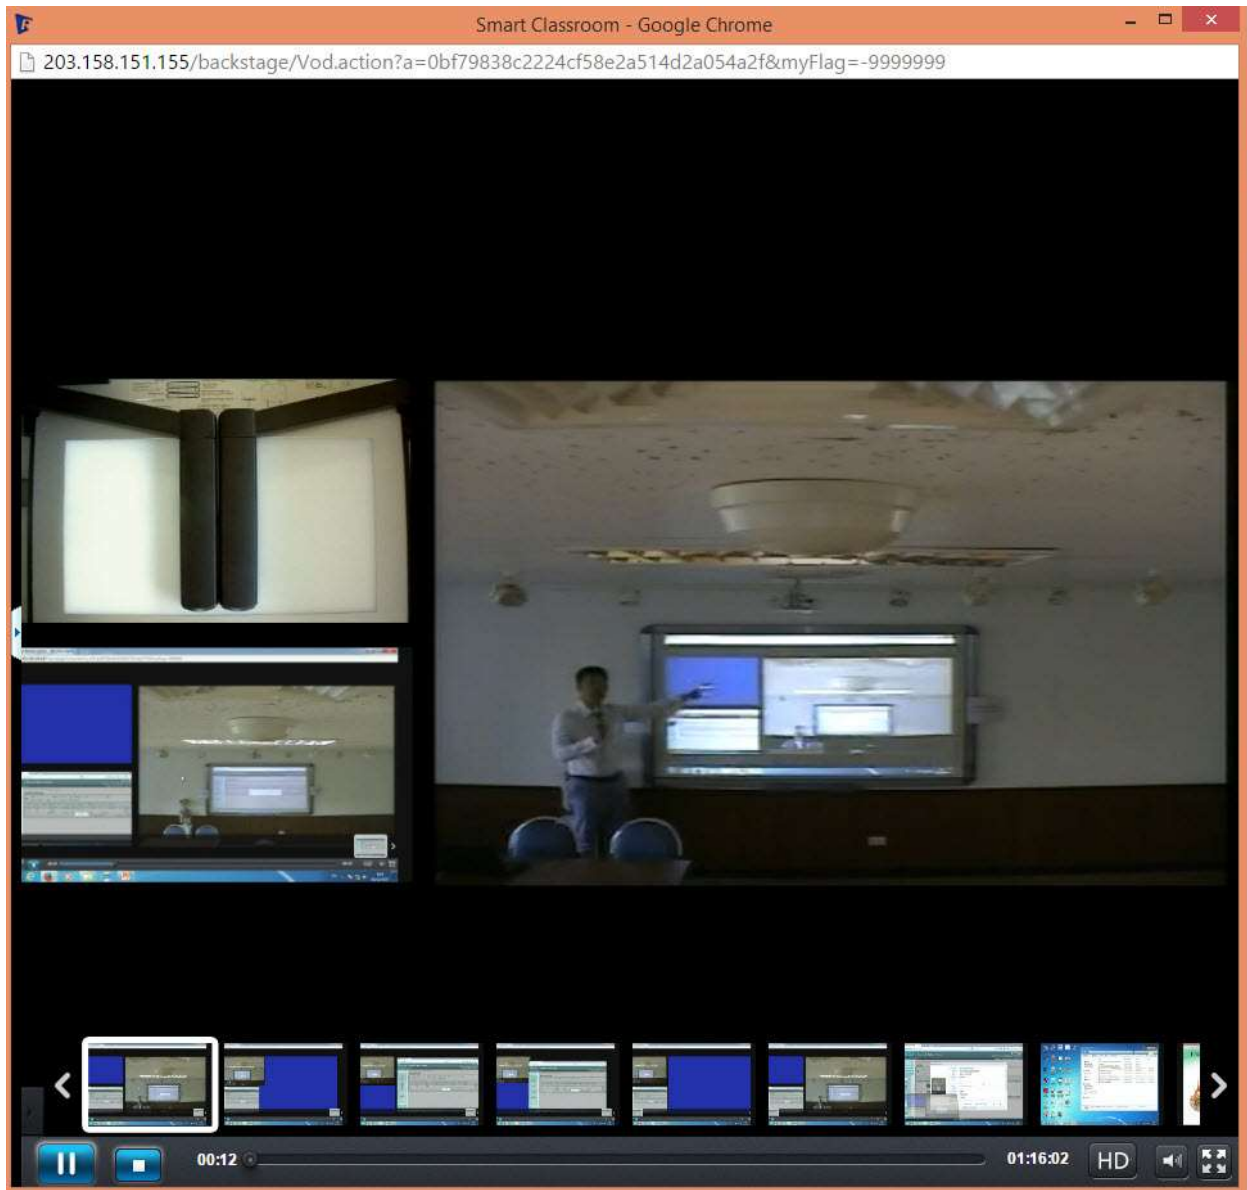 Smart Classroom - Google Chrome
203.158.151.155/backstage/Vod.action?a=0bf79838c2224cf58e2a514d2a054a2f&myFlag=-9999999
00:12
01:16:02
HD